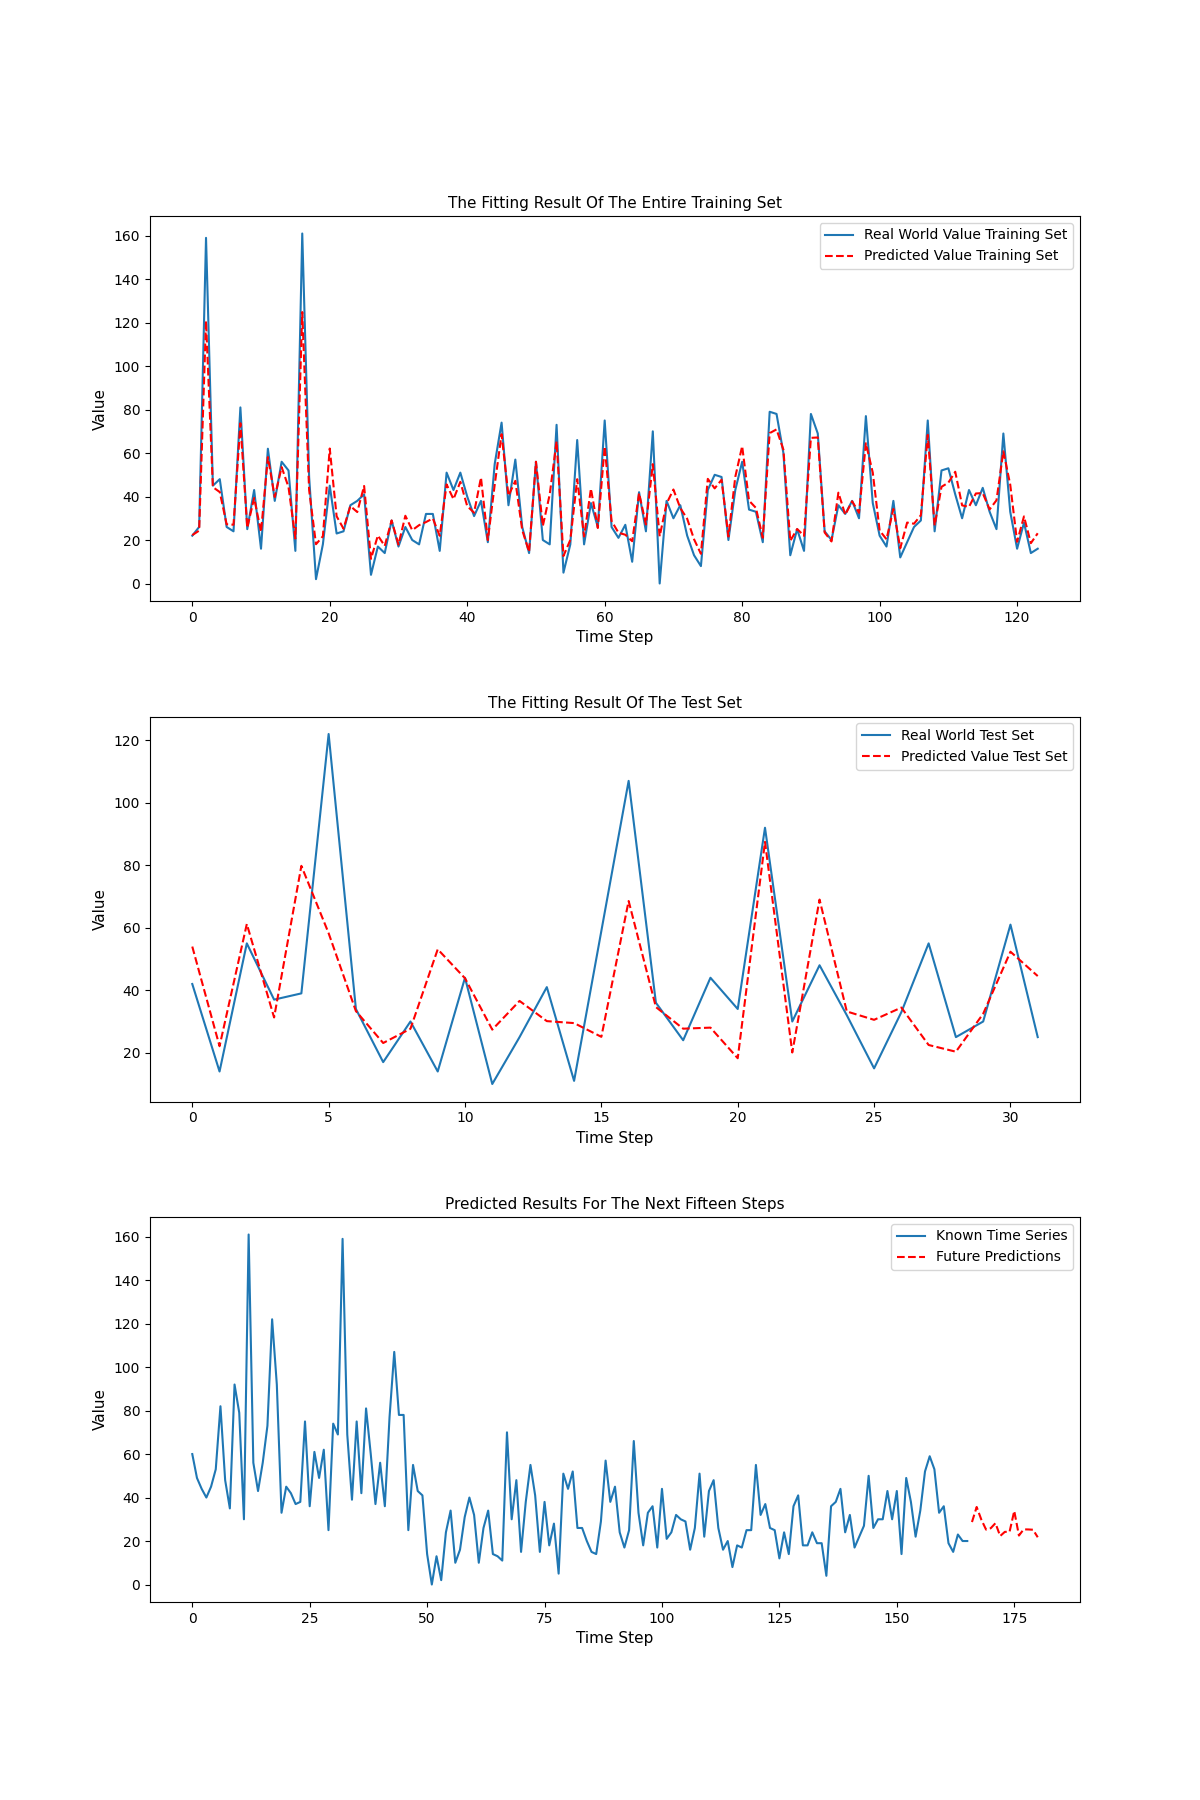 The Fitting Result Of The Entire Training Set
Real World Value Training Set
Predicted Value Training Set
160
140
120
100
80
60
40
20
0
Value
0 20 40 60 80 100 120
Time Step
The Fitting Result Of The Test Set
Real World Test Set
Predicted Value Test Set
120
100
80
60
40
20
Value
0 5 10 15 20 25 30
Time Step
Predicted Results For The Next Fifteen Steps
Known Time Series
Future Predictions
160
140
120
100
80
60
40
20
0
Value
0 25 50 75 100 125 150 175
Time Step